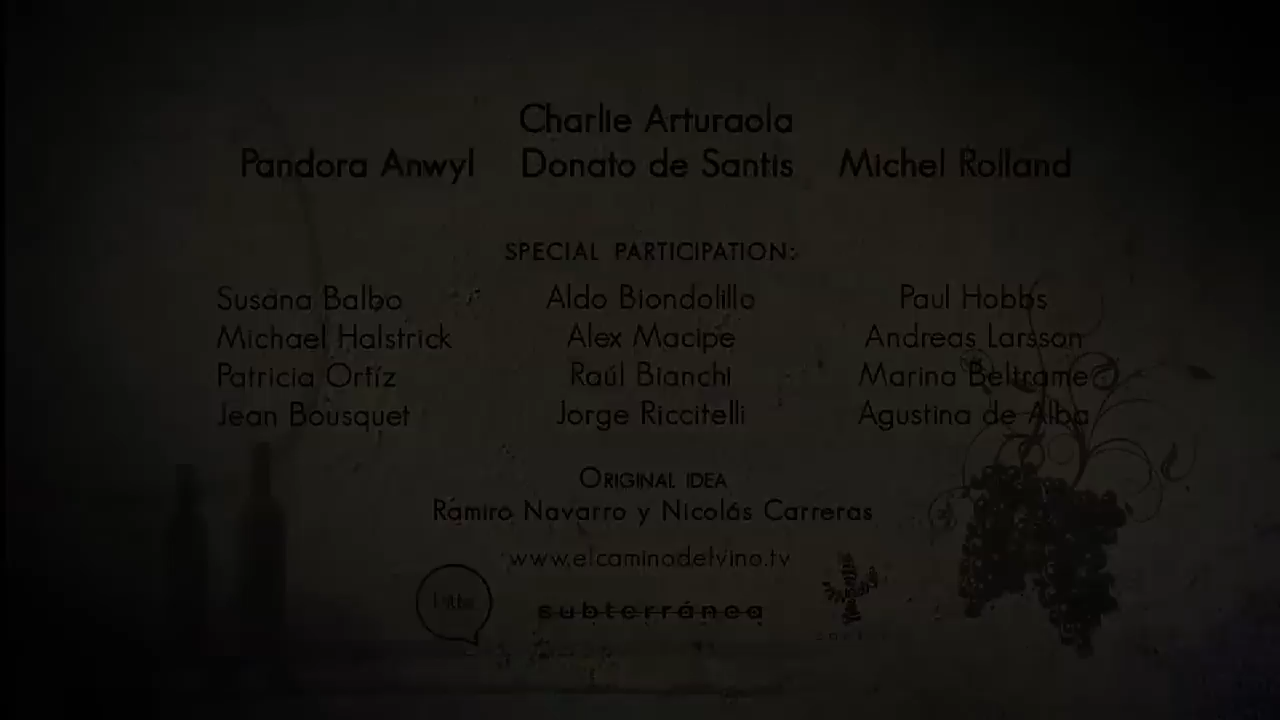 Charlie Arturaola
Pandora Anwyl Donato de Santis Michel Rolland
SPECIAL PARTICIPATION:
Susana Balbo Aldo Biondolillo Paul Hobbs
Michael Halstrick Alex Macipe Andreas Larsson
Patricia Ortíz Raúl Bianchi Marina Beltrame
Jean Bousquet Jorge Riccitelli Agustina de Alba
ORIGINAL IDEA
Ramiro Navarro y Nicolás Carreras
www.elcaminodelvino.tv
subterránea